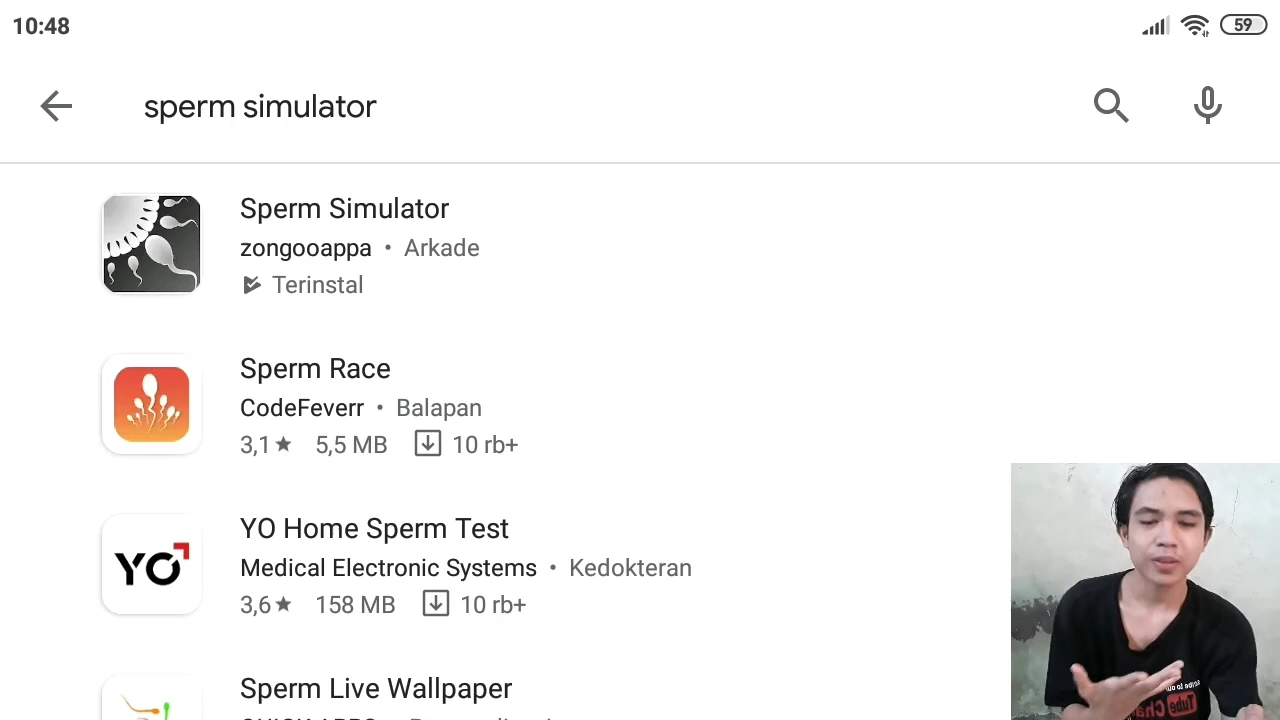 10:48
59
sperm simulator
Sperm Simulator
zongooappa • Arkade
Terinstal
Sperm Race
CodeFeverr • Balapan
3,1★ 5,5 MB 10 rb+
YO
YO Home Sperm Test
Medical Electronic Systems • Kedokteran
3,6★ 158 MB 10 rb+
Sperm Live Wallpaper